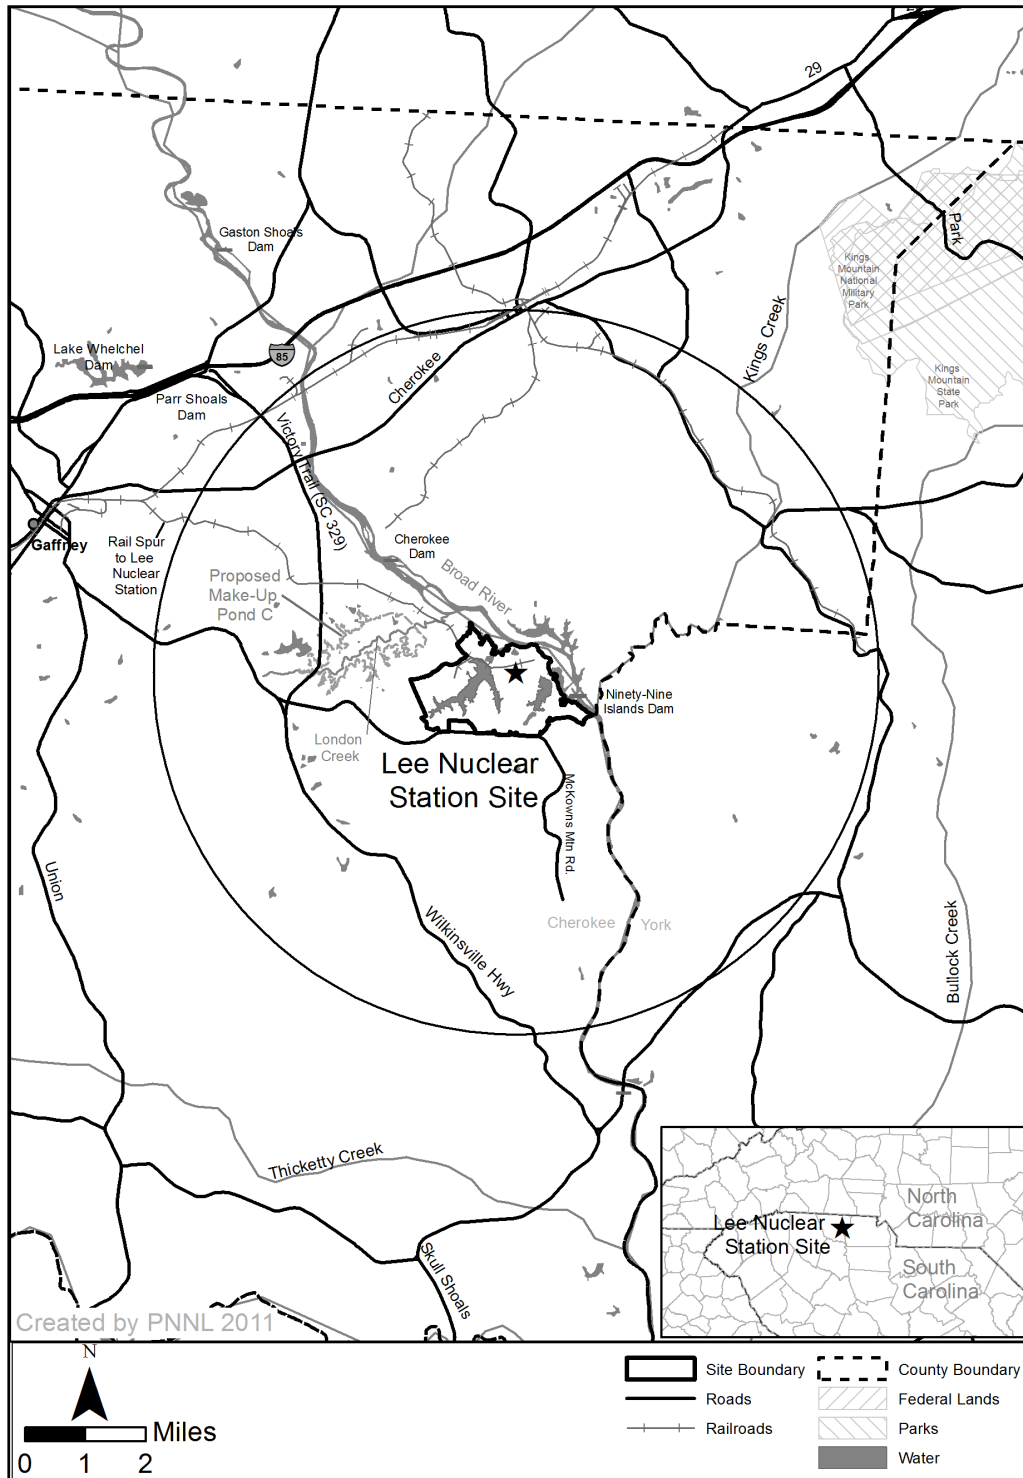 29
Gaston Shoals
Dam
Park
Kings
Mountain
National
Military
Park
Kings Creek
Lake Whelchel
Dam
85
Cherokee
Kings
Mountain
State
Park
Parr Shoals
Dam
Victory Trail (SC 329)
Gaffney
Rail Spur
to Lee
Nuclear
Station
Cherokee
Dam
Broad River
Proposed
Make-Up
Pond C
Ninety-Nine
Islands Dam
London
Creek
Lee Nuclear
Station Site
McKowns Mtn Rd.
Union
Wilkinsville Hwy
Cherokee
York
Bullock Creek
Thicketty Creek
Skull Shoals
North
Carolina
Lee Nuclear
Station Site
South
Carolina
Created by PNNL 2011
N
Miles
0 1 2
Site Boundary
Roads
Railroads
County Boundary
Federal Lands
Parks
Water